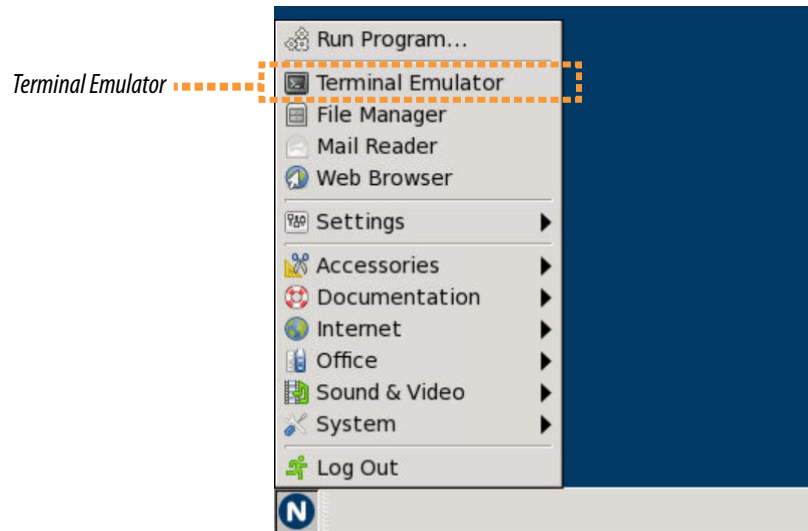 Run Program...
Terminal Emulator
Terminal Emulator
File Manager
Mail Reader
Web Browser
Settings
Accessories
Documentation
Internet
Office
Sound & Video
System
Log Out
N